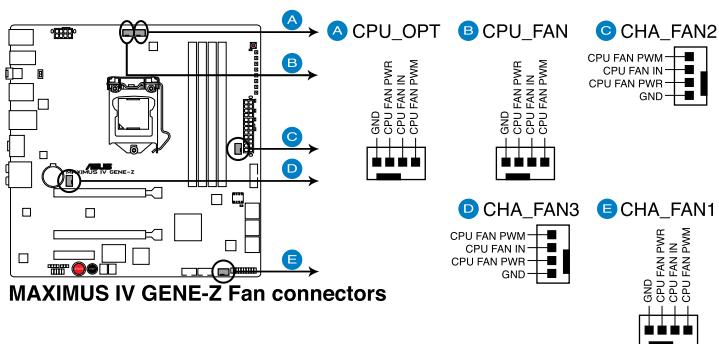 A
B
C
D
E
ASUS
MAXIMUS IV GENE-Z
MAXIMUS IV GENE-Z Fan connectors
A CPU_OPT
GND
CPU FAN PWR
CPU FAN IN
CPU FAN PWM
B CPU_FAN
GND
CPU FAN PWR
CPU FAN IN
CPU FAN PWM
C CHA_FAN2
CPU FAN PWM
CPU FAN IN
CPU FAN PWR
GND
D CHA_FAN3
CPU FAN PWM
CPU FAN IN
CPU FAN PWR
GND
E CHA_FAN1
GND
CPU FAN PWR
CPU FAN IN
CPU FAN PWM